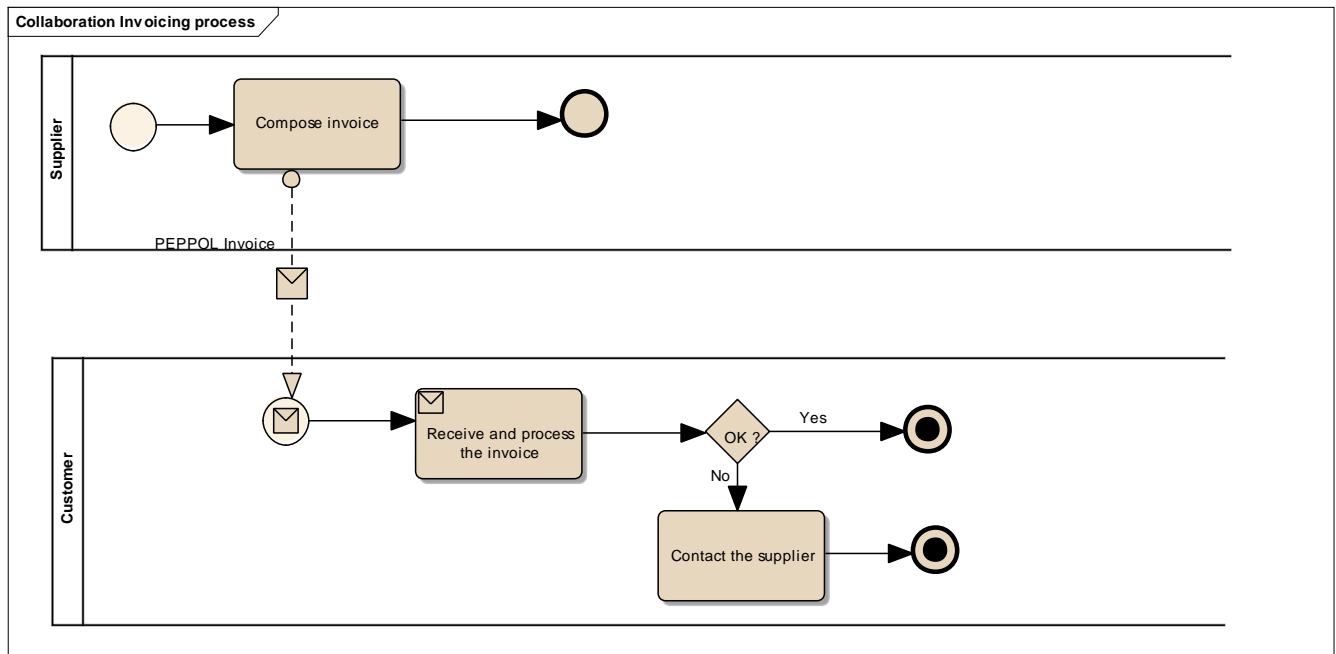 Collaboration Invoicing process
Supplier
Compose invoice
PEPPOL Invoice
Customer
Receive and process
the invoice
OK ?
Yes
No
Contact the supplier